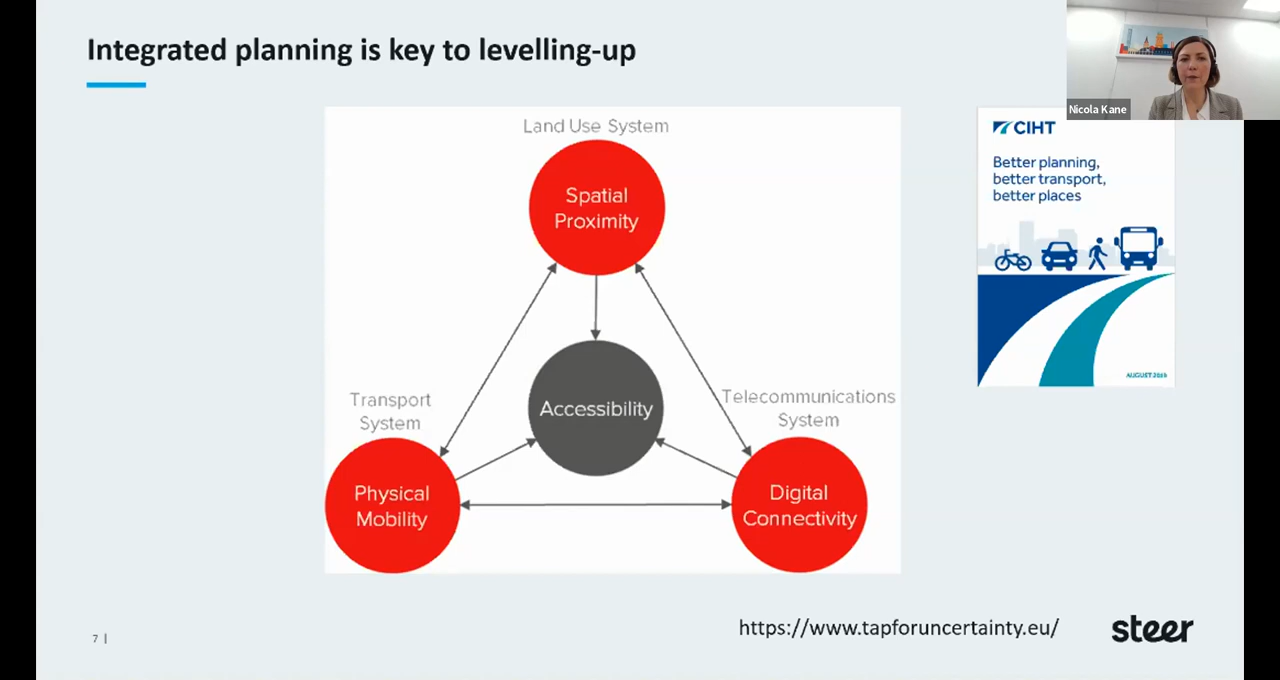 Integrated planning is key to levelling-up
Nicola Kane
Land Use System
Spatial
Proximity
Accessibility
Transport
System
Telecommunications
System
Physical
Mobility
Digital
Connectivity
CIHT
Better planning,
better transport,
better places
AUGUST 2019
https://www.tapforuncertainty.eu/
steer
7 |